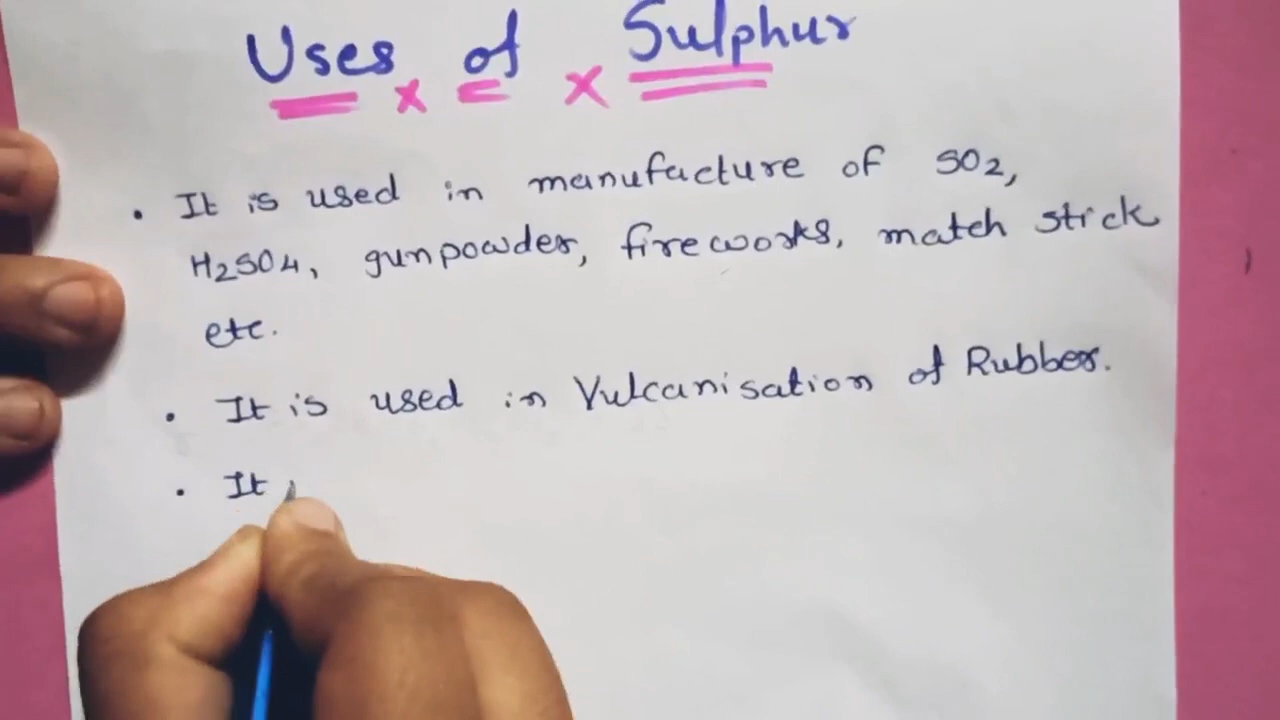 Uses of Sulphur
• It is used in manufacture of SO2,
H2SO4, gunpowder, fireworks, match stick
etc.
• It is used in Vulcanisation of Rubber.
• It